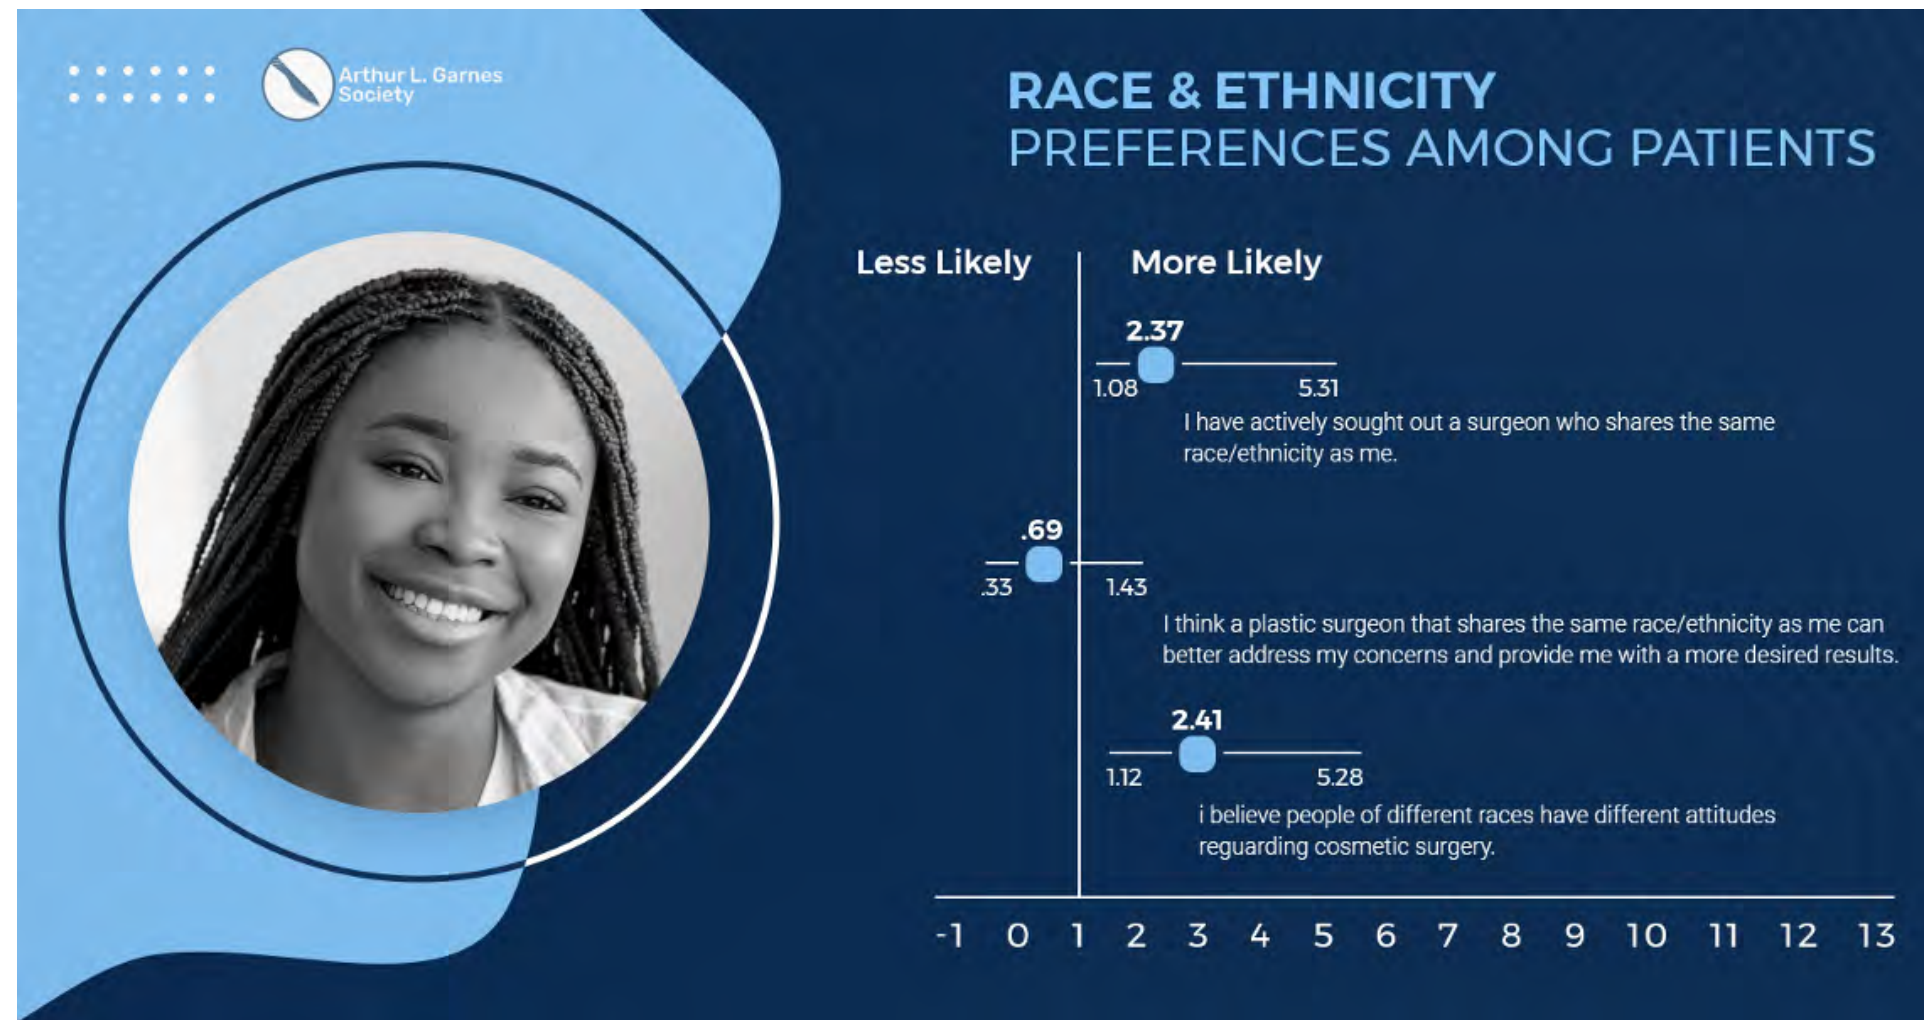 Arthur L. Garnes
Society
RACE & ETHNICITY
PREFERENCES AMONG PATIENTS
Less Likely
More Likely
2.37
1.08
5.31
I have actively sought out a surgeon who shares the same
race/ethnicity as me.
.69
.33
1.43
I think a plastic surgeon that shares the same race/ethnicity as me can
better address my concerns and provide me with a more desired results.
2.41
1.12
5.28
i believe people of different races have different attitudes
reguarding cosmetic surgery.
-1 0 1 2 3 4 5 6 7 8 9 10 11 12 13